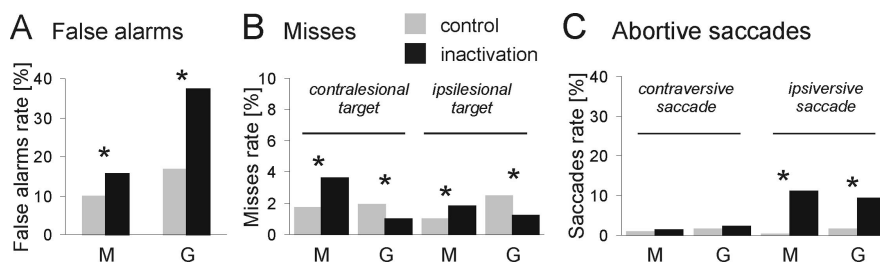 A False alarms
B Misses
control
inactivation
C Abortive saccades
False alarms rate [%]
40
30
20
10
0
*
*
M G
Misses rate [%]
10
8
6
4
2
0
contralesional
target
ipsilesional
target
*
*
*
*
M G M G
Saccades rate [%]
40
30
20
10
0
contraversive
saccade
ipsiversive
saccade
*
*
M G M G